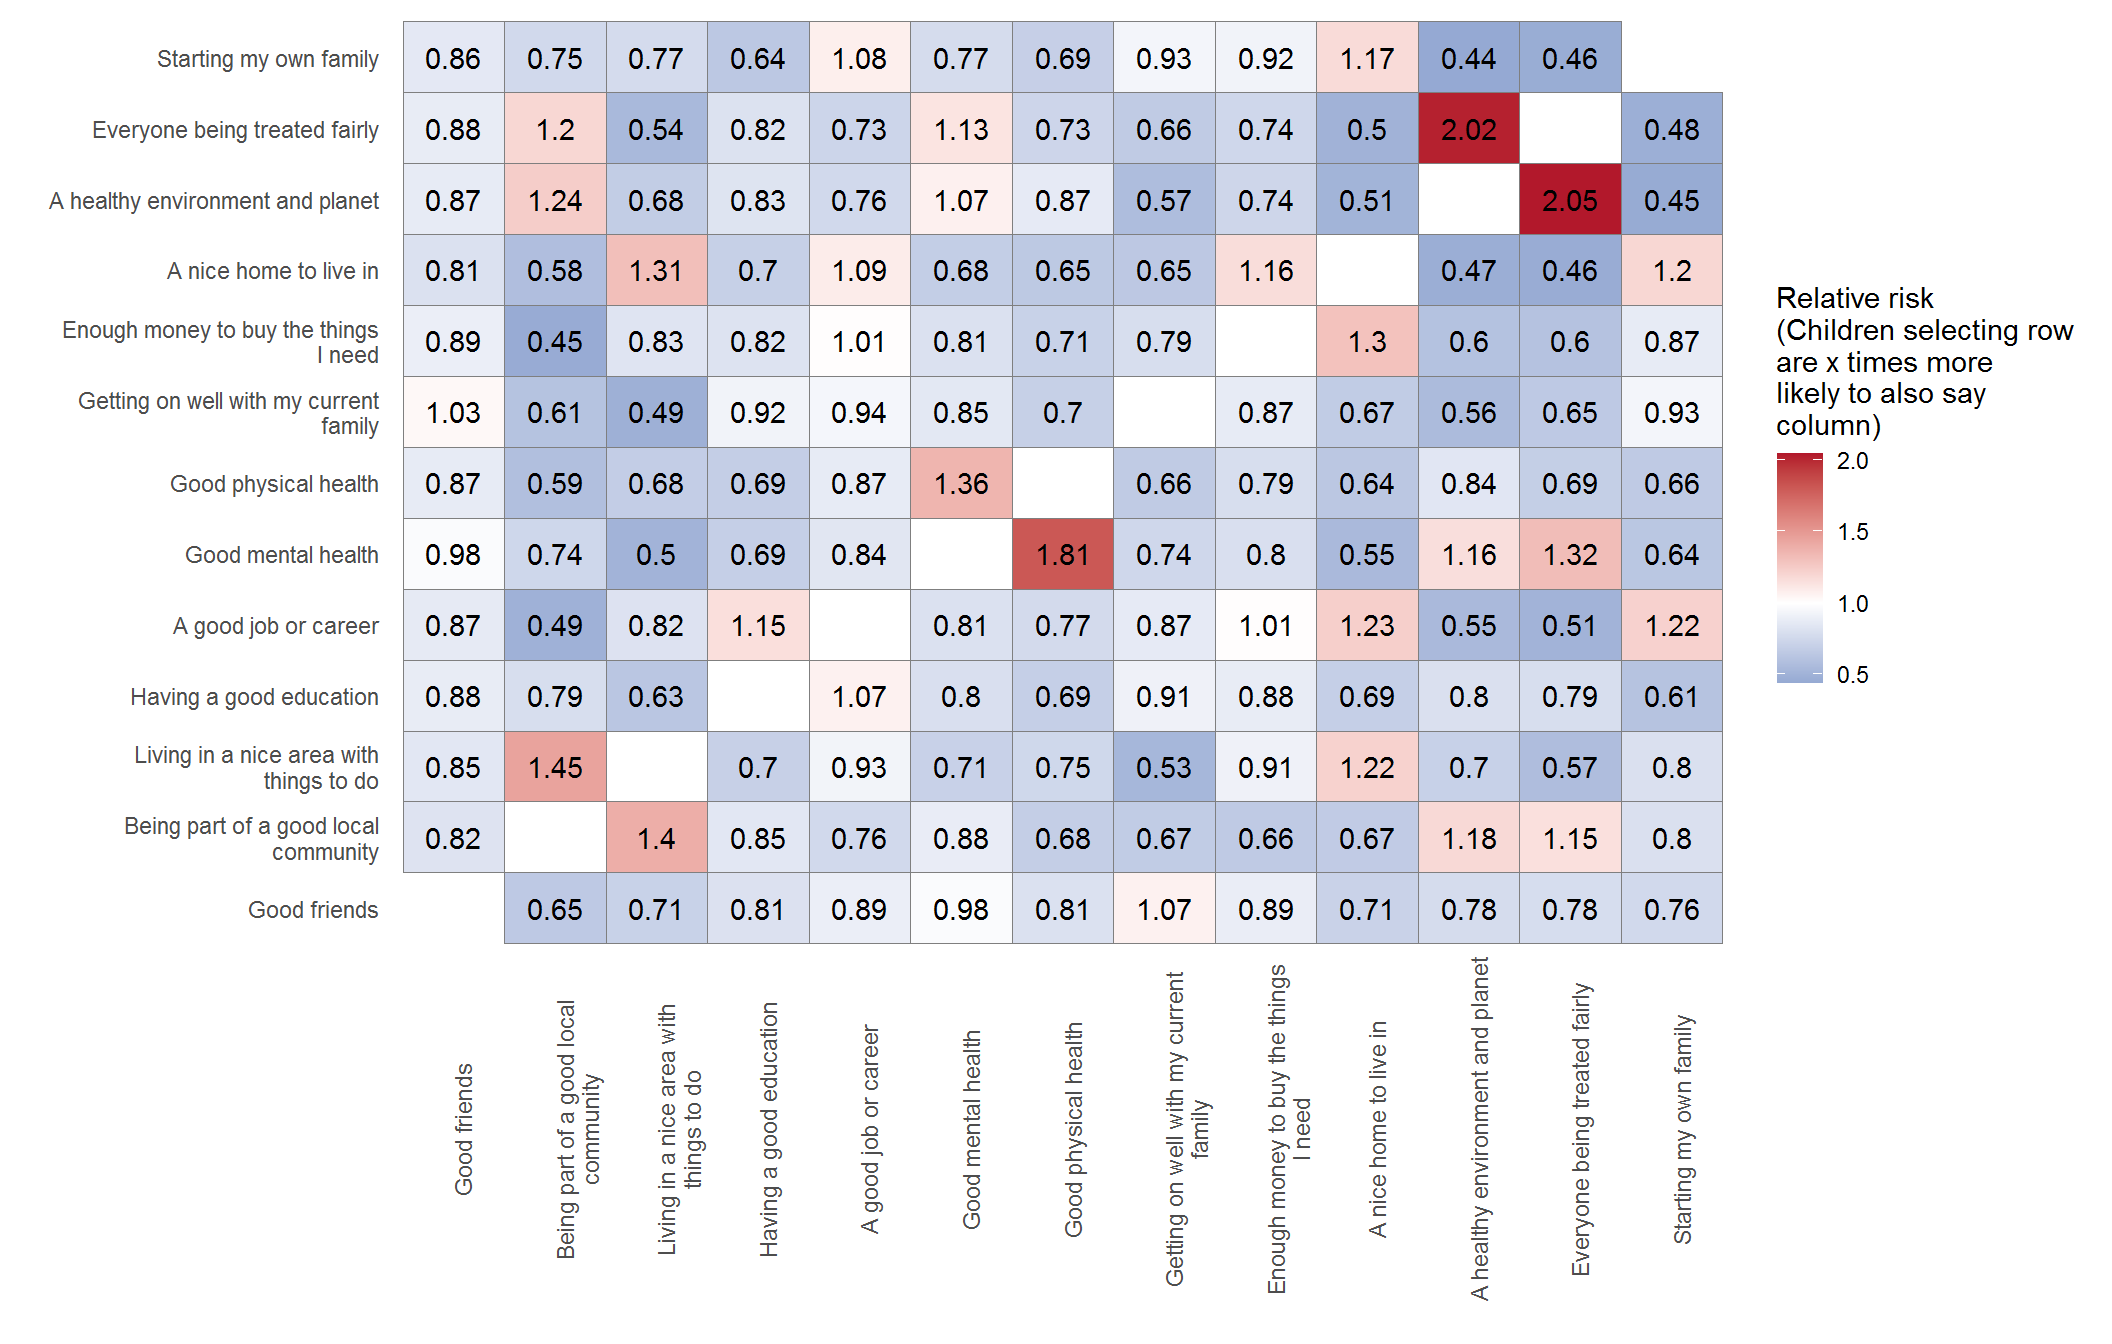 Starting my own family 0.86 0.75 0.77 0.64 1.08 0.77 0.69 0.93 0.92 1.17 0.44 0.46
Everyone being treated fairly 0.88 1.2 0.54 0.82 0.73 1.13 0.73 0.66 0.74 0.5 2.02 0.48
A healthy environment and planet 0.87 1.24 0.68 0.83 0.76 1.07 0.87 0.57 0.74 0.51 2.05 0.45
A nice home to live in 0.81 0.58 1.31 0.7 1.09 0.68 0.65 0.65 1.16 0.47 0.46 1.2
Enough money to buy the things
I need
0.89 0.45 0.83 0.82 1.01 0.81 0.71 0.79 1.3 0.6 0.6 0.87
Getting on well with my current
family
1.03 0.61 0.49 0.92 0.94 0.85 0.7 0.87 0.67 0.56 0.65 0.93
Good physical health 0.87 0.59 0.68 0.69 0.87 1.36 0.66 0.79 0.64 0.84 0.69 0.66
Good mental health 0.98 0.74 0.5 0.69 0.84 1.81 0.74 0.8 0.55 1.16 1.32 0.64
A good job or career 0.87 0.49 0.82 1.15 0.81 0.77 0.87 1.01 1.23 0.55 0.51 1.22
Having a good education 0.88 0.79 0.63 1.07 0.8 0.69 0.91 0.88 0.69 0.8 0.79 0.61
Living in a nice area with
things to do
0.85 1.45 0.7 0.93 0.71 0.75 0.53 0.91 1.22 0.7 0.57 0.8
Being part of a good local
community
0.82 1.4 0.85 0.76 0.88 0.68 0.67 0.66 0.67 1.18 1.15 0.8
Good friends 0.65 0.71 0.81 0.89 0.98 0.81 1.07 0.89 0.71 0.78 0.78 0.76
Good friends
Being part of a good local
community
Living in a nice area with
things to do
Having a good education
A good job or career
Good mental health
Good physical health
Getting on well with my current
family
Enough money to buy the things
I need
A nice home to live in
A healthy environment and planet
Everyone being treated fairly
Starting my own family
Relative risk
(Children selecting row
are x times more
likely to also say
column)
2.0
1.5
1.0
0.5